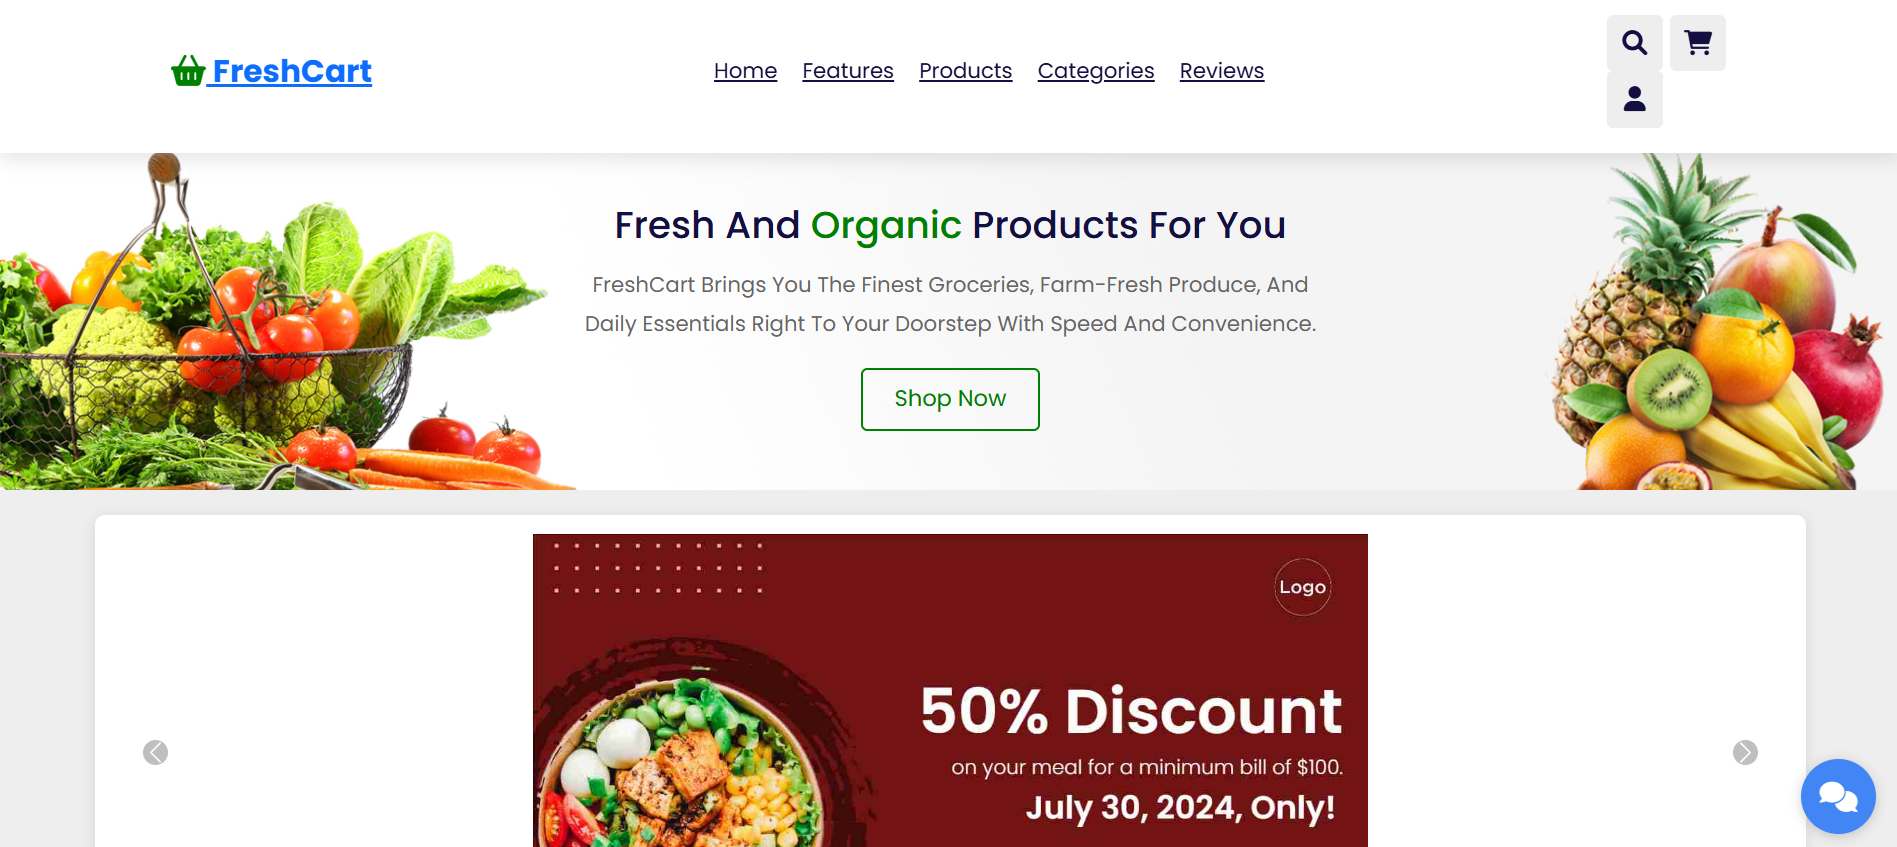 FreshCart
Home Features Products Categories Reviews
Fresh And Organic Products For You
FreshCart Brings You The Finest Groceries, Farm-Fresh Produce, And
Daily Essentials Right To Your Doorstep With Speed And Convenience.
Shop Now
Logo
50% Discount
on your meal for a minimum bill of $100.
July 30, 2024, Only!